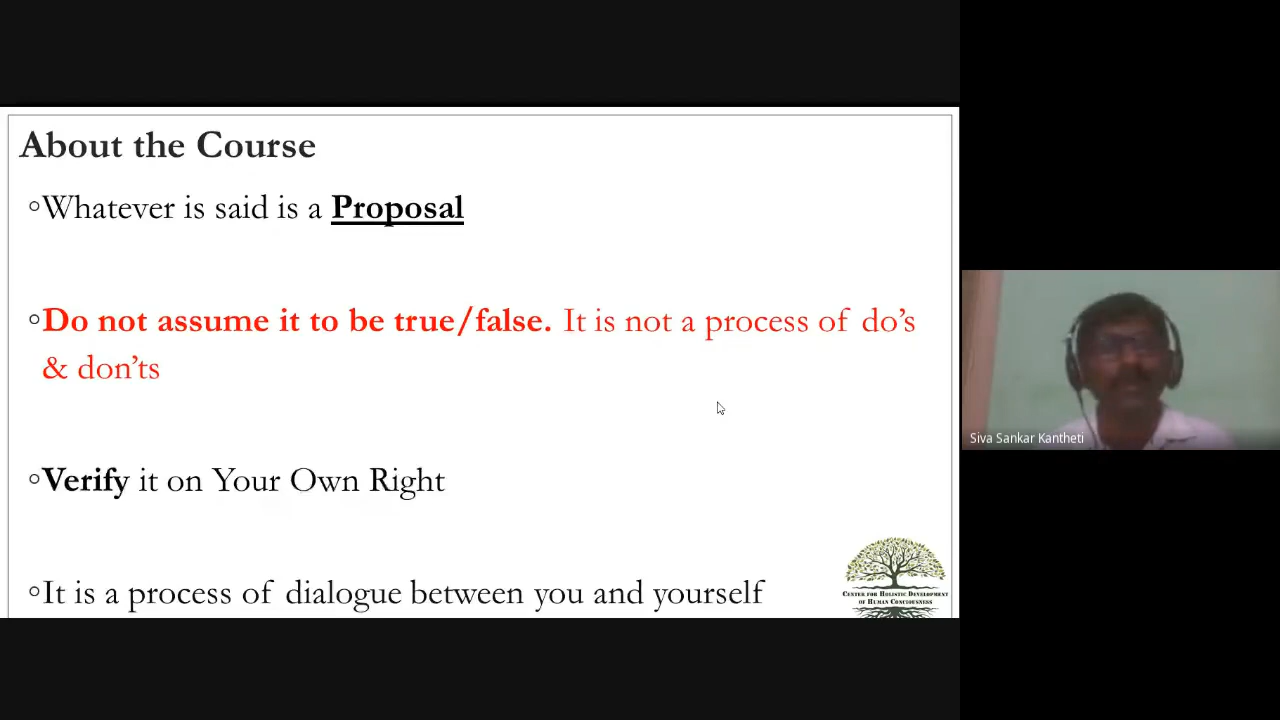 About the Course
◦Whatever is said is a Proposal
◦Do not assume it to be true/false. It is not a process of do’s
& don’ts
◦Verify it on Your Own Right
◦It is a process of dialogue between you and yourself
CENTER FOR HOLISTIC DEVELOPMENT
OF HUMAN CONCIOUSNESS
Siva Sankar Kantheti